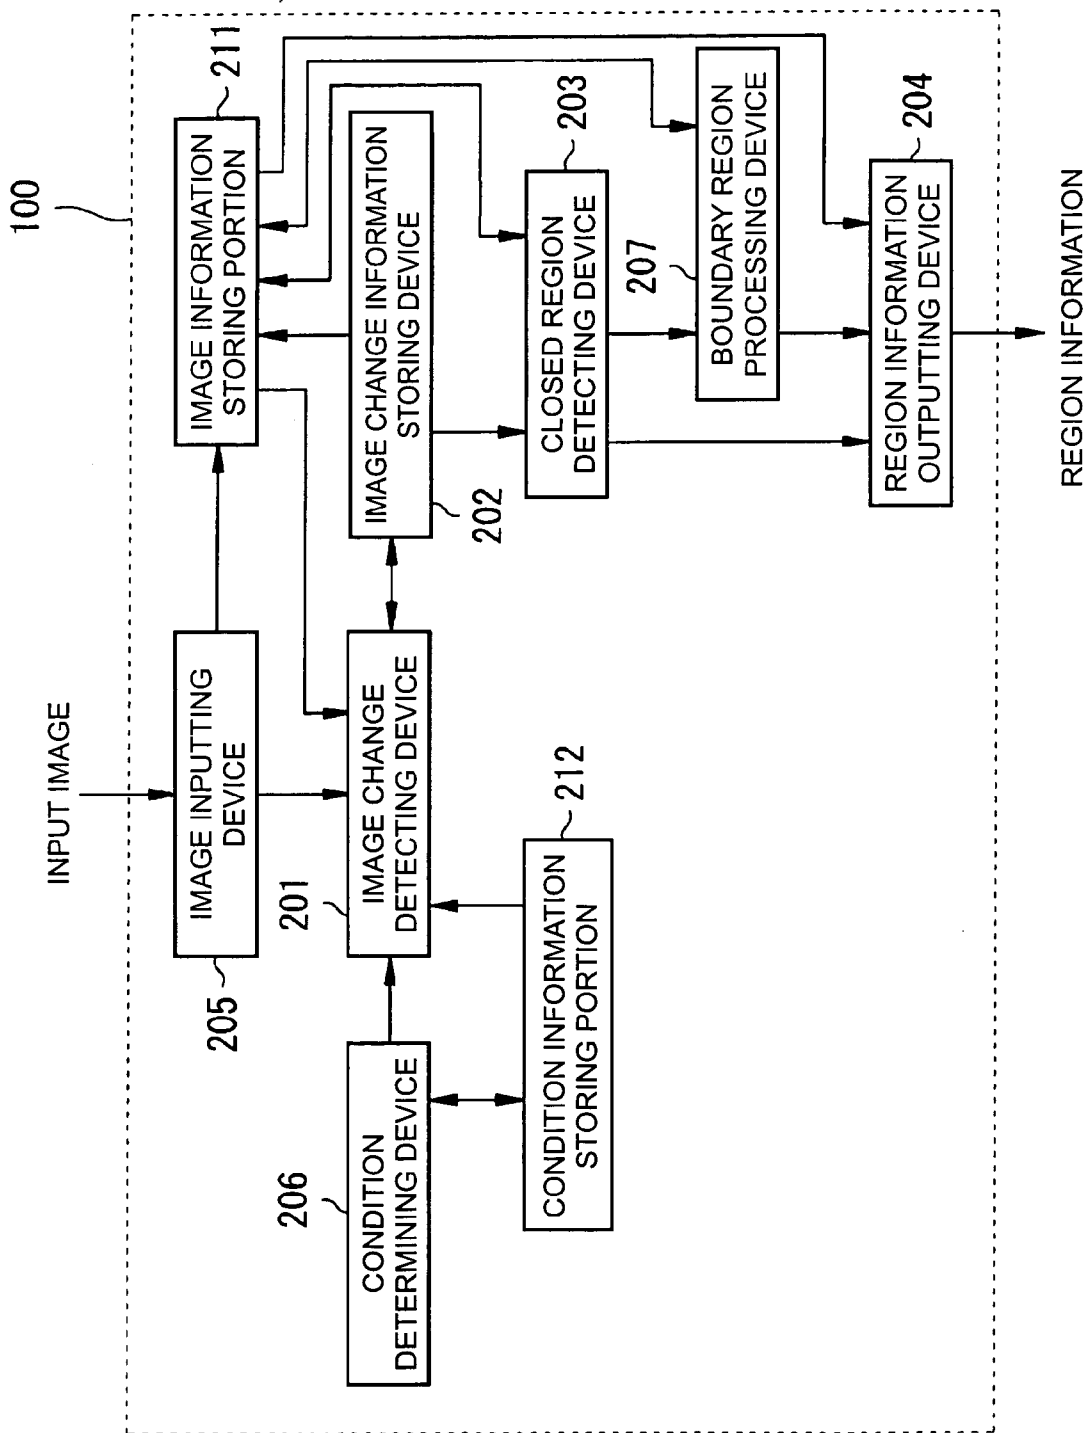 100
INPUT IMAGE
IMAGE INPUTTING
DEVICE
205
IMAGE INFORMATION
STORING PORTION
211
CONDITION
DETERMINING DEVICE
206
IMAGE CHANGE
DETECTING DEVICE
201
IMAGE CHANGE INFORMATION
STORING DEVICE
202
CONDITION INFORMATION
STORING PORTION
212
CLOSED REGION
DETECTING DEVICE
203
BOUNDARY REGION
PROCESSING DEVICE
207
REGION INFORMATION
OUTPUTTING DEVICE
204
REGION INFORMATION